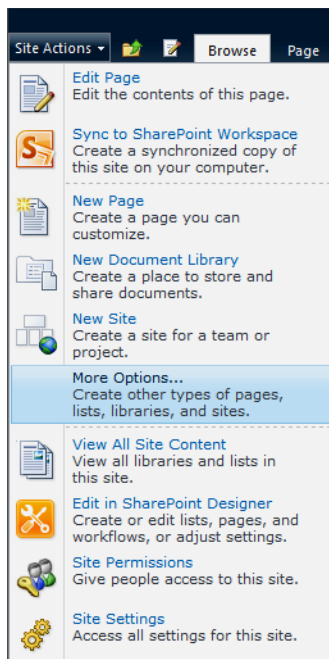 Site Actions Browse Page
Edit Page
Edit the contents of this page.
Sync to SharePoint Workspace
Create a synchronized copy of
this site on your computer.
New Page
Create a page you can
customize.
New Document Library
Create a place to store and
share documents.
New Site
Create a site for a team or
project.
More Options...
Create other types of pages,
lists, libraries, and sites.
View All Site Content
View all libraries and lists in
this site.
Edit in SharePoint Designer
Create or edit lists, pages, and
workflows, or adjust settings.
Site Permissions
Give people access to this site.
Site Settings
Access all settings for this site.